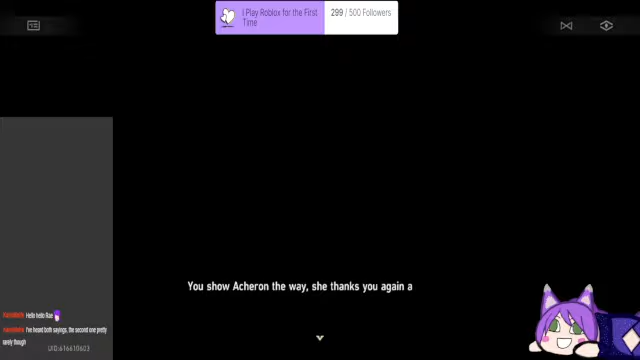 I Play Roblox for the First
Time
299 / 500 Followers
You show Acheron the way, she thanks you again a
Hello hello Rae
I've heard both sayings, the second one pretty
rarely though
UID:616610603